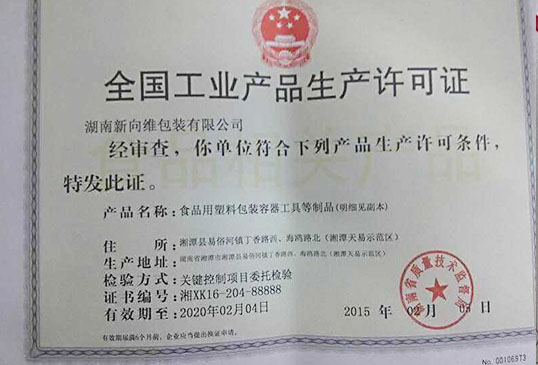 全国工业产品生产许可证
湖南新向维包装有限公司
经审查，你单位符合下列产品生产许可条件，
特发此证。
产品名称：食品用塑料包装容器工具等制品(明细见副本)
住 所：湘潭县易俗河镇丁香路西、海鸥路北（湘潭天易示范区）
生产地址：湖南省湘潭市湘潭县易俗河镇丁香路西、海鸥路北（湘潭天易示范区）
检验方式：关键控制项目委托检验
证书编号：湘XK16-204-88888
有效期至：2020年02月04日
2015 年 02 月 05 日
湖南省质量技术监督局
有效期届满6个月前，企业应当提出换证申请。
No. 00106973
食品相关产品